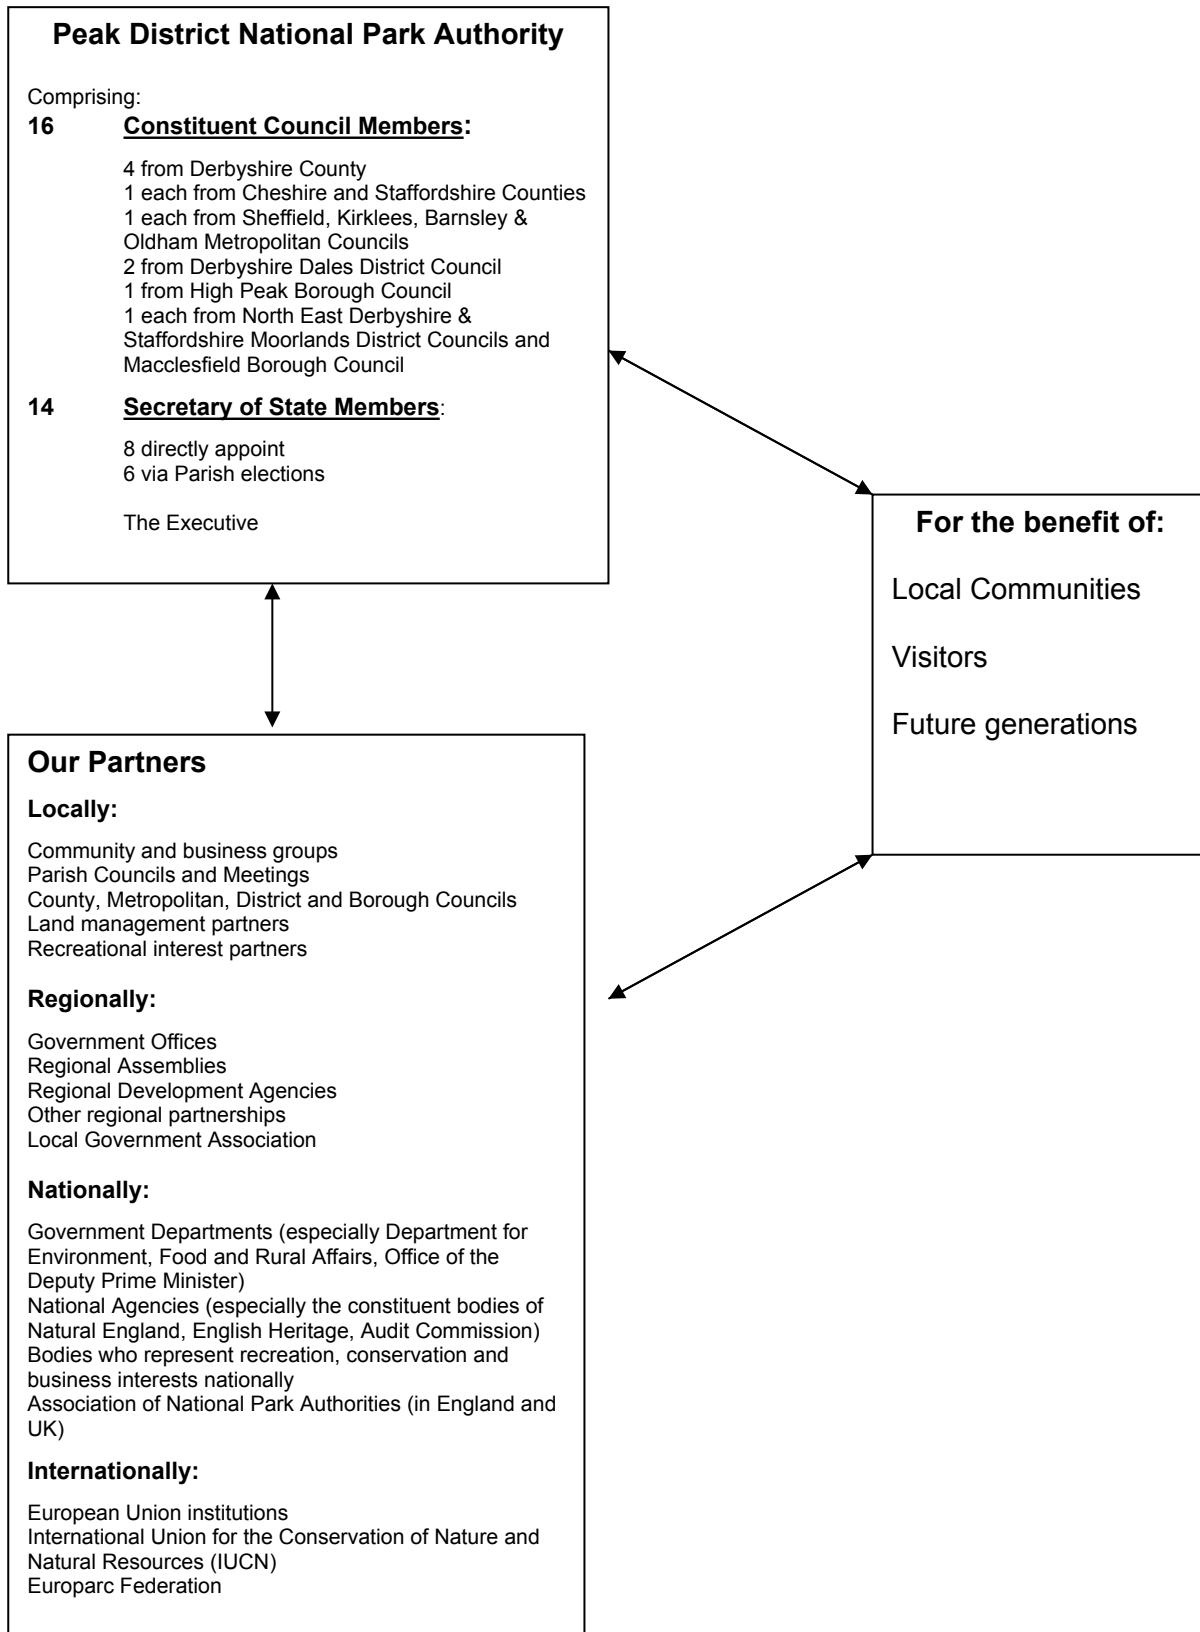 Peak District National Park Authority
Comprising:
16 Constituent Council Members:
4 from Derbyshire County
1 each from Cheshire and Staffordshire Counties
1 each from Sheffield, Kirklees, Barnsley &
Oldham Metropolitan Councils
2 from Derbyshire Dales District Council
1 from High Peak Borough Council
1 each from North East Derbyshire &
Staffordshire Moorlands District Councils and
Macclesfield Borough Council
14 Secretary of State Members:
8 directly appoint
6 via Parish elections
The Executive
For the benefit of:
Local Communities
Visitors
Future generations
Our Partners
Locally:
Community and business groups
Parish Councils and Meetings
County, Metropolitan, District and Borough Councils
Land management partners
Recreational interest partners
Regionally:
Government Offices
Regional Assemblies
Regional Development Agencies
Other regional partnerships
Local Government Association
Nationally:
Government Departments (especially Department for
Environment, Food and Rural Affairs, Office of the
Deputy Prime Minister)
National Agencies (especially the constituent bodies of
Natural England, English Heritage, Audit Commission)
Bodies who represent recreation, conservation and
business interests nationally
Association of National Park Authorities (in England and
UK)
Internationally:
European Union institutions
International Union for the Conservation of Nature and
Natural Resources (IUCN)
Europarc Federation